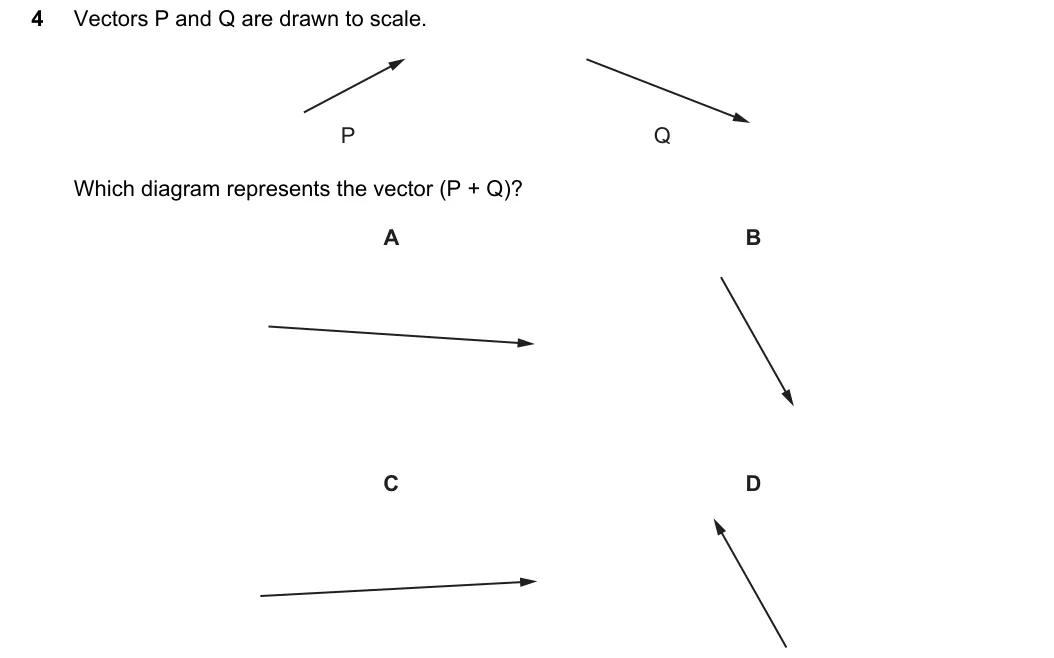 4 Vectors P and Q are drawn to scale.
P Q
Which diagram represents the vector (P + Q)?
A B
C D